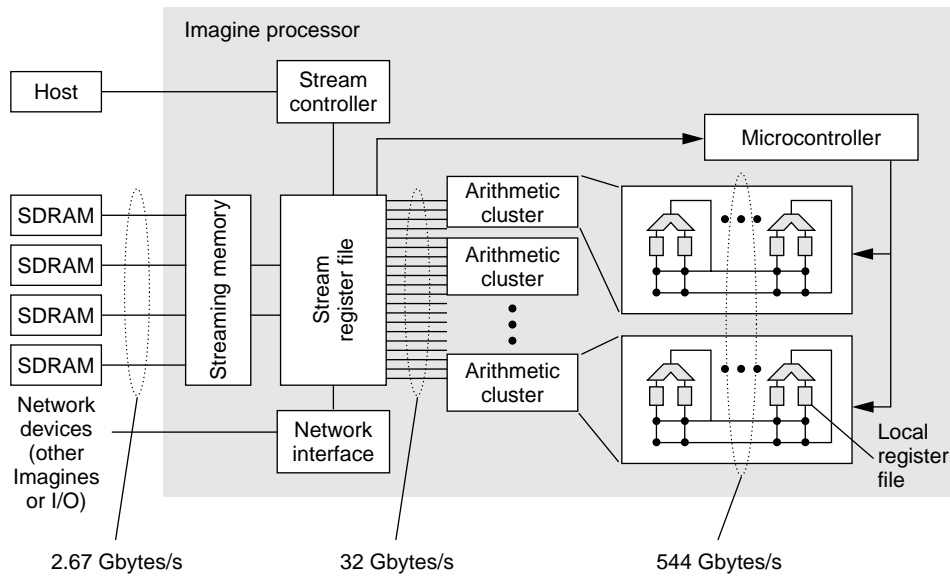 Imagine processor
Host
Stream
controller
Microcontroller
SDRAM
SDRAM
SDRAM
SDRAM
Streaming memory
Stream
register file
Arithmetic
cluster
Arithmetic
cluster
Arithmetic
cluster
Network
devices
(other
Imagines
or I/O)
Network
interface
Local
register
file
2.67 Gbytes/s
32 Gbytes/s
544 Gbytes/s